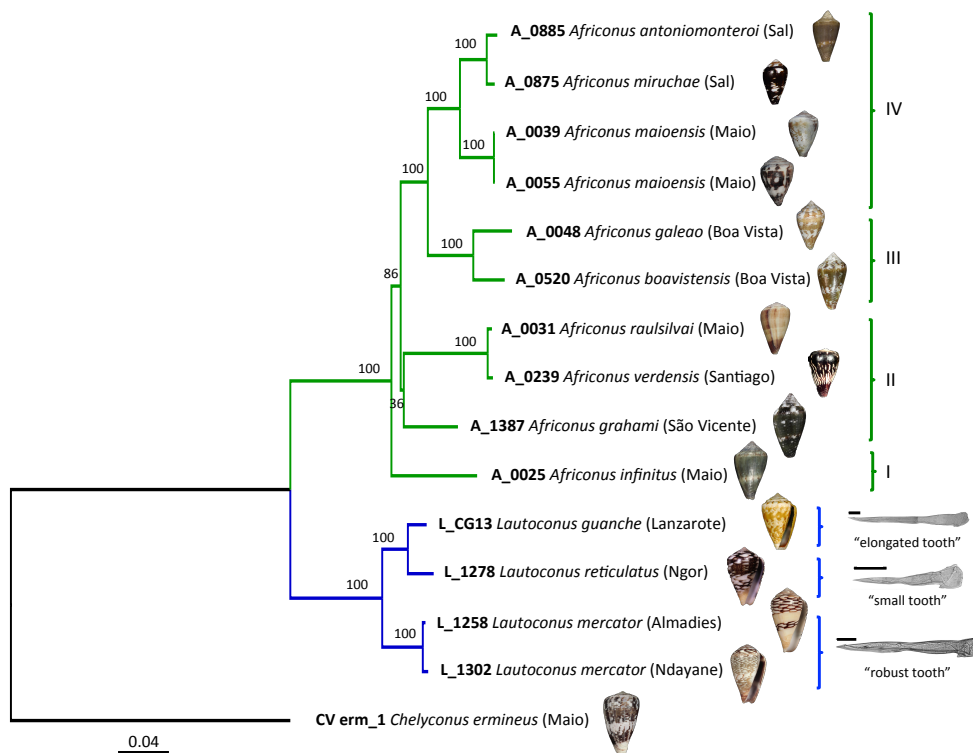 A_0885 Africonus antoniomonteroi (Sal)
100
A_0875 Africonus miruchae (Sal)
100
IV
A_0039 Africonus maioensis (Maio)
100
A_0055 Africonus maioensis (Maio)
100
A_0048 Africonus galeao (Boa Vista)
100
III
A_0520 Africonus boavistensis (Boa Vista)
86
A_0031 Africonus raulsilvai (Maio)
100
100
A_0239 Africonus verdensis (Santiago)
II
36
A_1387 Africonus grahami (São Vicente)
A_0025 Africonus infinitus (Maio)
I
L_CG13 Lautoconus guanche (Lanzarote)
“elongated tooth”
100
L_1278 Lautoconus reticulatus (Ngor)
100
“small tooth”
L_1258 Lautoconus mercator (Almadies)
100
L_1302 Lautoconus mercator (Ndayane)
“robust tooth”
CV erm_1 Chelyconus ermineus (Maio)
0.04